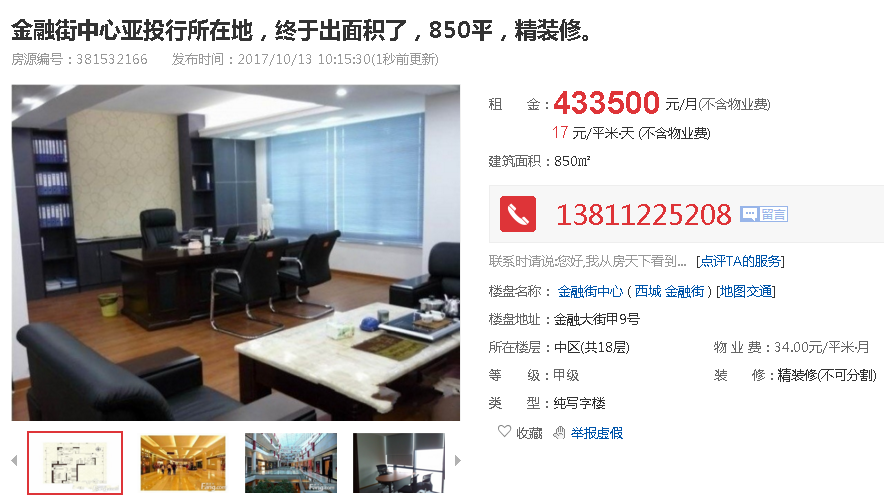 金融街中心亚投行所在地，终于出面积了，850平，精装修。
房源编号：381532166 发布时间：2017/10/13 10:15:30(1秒前更新)
租 金：433500 元/月(不含物业费)
17 元/平米·天 (不含物业费)
建筑面积：850㎡
13811225208 留言
联系时请说:您好,我从房天下看到... [点评TA的服务]
楼盘名称： 金融街中心 ( 西城 金融街 ) [地图交通]
楼盘地址：金融大街甲9号
所在楼层：中区(共18层) 物 业 费：34.00元/平米·月
等 级：甲级 装 修：精装修(不可分割)
类 型：纯写字楼
收藏 举报虚假